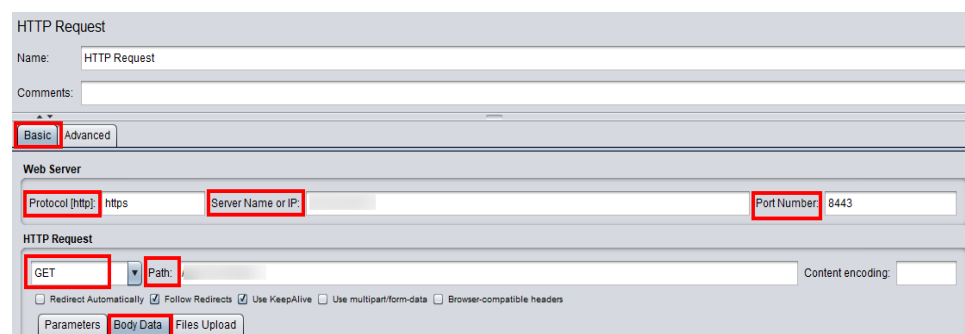 HTTP Request
Name: HTTP Request
Comments:
Basic Advanced
Web Server
Protocol [http]: https Server Name or IP: Port Number: 8443
HTTP Request
GET Path: Content encoding:
Redirect Automatically Follow Redirects Use KeepAlive Use multipart/form-data Browser-compatible headers
Parameters Body Data Files Upload